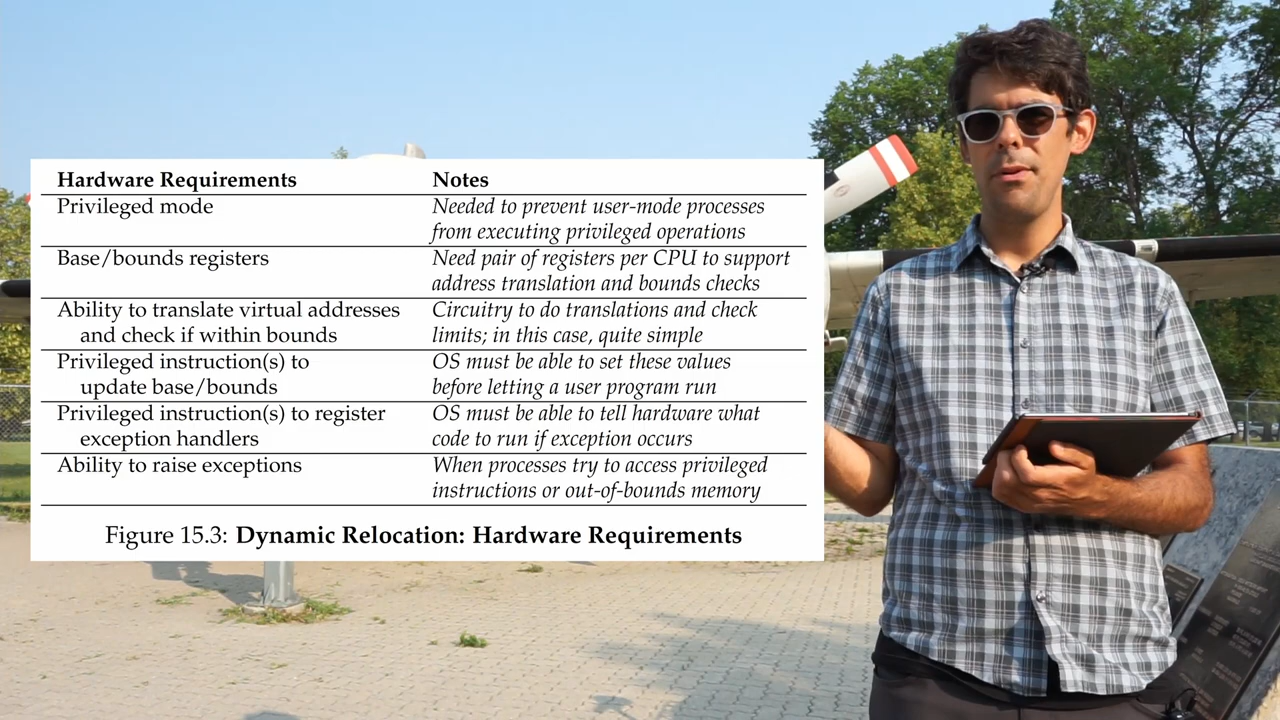 Hardware Requirements Notes
Privileged mode Needed to prevent user-mode processes
from executing privileged operations
Base/bounds registers Need pair of registers per CPU to support
address translation and bounds checks
Ability to translate virtual addresses Circuitry to do translations and check
and check if within bounds limits; in this case, quite simple
Privileged instruction(s) to OS must be able to set these values
update base/bounds before letting a user program run
Privileged instruction(s) to register OS must be able to tell hardware what
exception handlers code to run if exception occurs
Ability to raise exceptions When processes try to access privileged
instructions or out-of-bounds memory
Figure 15.3: Dynamic Relocation: Hardware Requirements